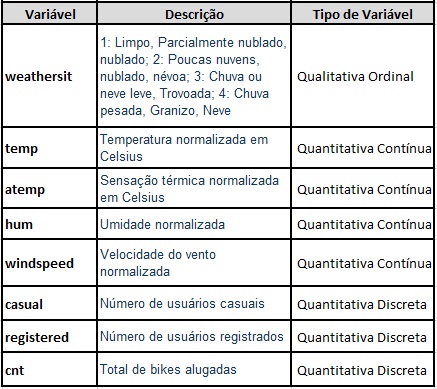 Variável Descrição Tipo de Variável
weathersit
1: Limpo, Parcialmente nublado,
nublado; 2: Poucas nuvens,
nublado, névoa; 3: Chuva ou
neve leve, Trovoada; 4: Chuva
pesada, Granizo, Neve
Qualitativa Ordinal
temp
Temperatura normalizada em
Celsius
Quantitativa Contínua
atemp
Sensação térmica normalizada
em Celsius
Quantitativa Contínua
hum Umidade normalizada Quantitativa Contínua
windspeed
Velocidade do vento
normalizada
Quantitativa Contínua
casual Número de usuários casuais Quantitativa Discreta
registered Número de usuários registrados Quantitativa Discreta
cnt Total de bikes alugadas Quantitativa Discreta